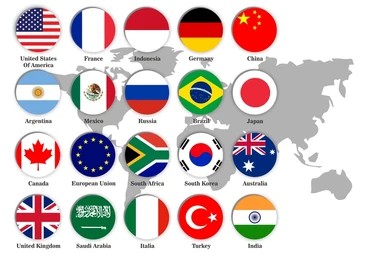 United States
Of America
France
Indonesia
Germany
China
Argentina
Mexico
Russia
Brazil
Japan
Canada
European Union
South Africa
South Korea
Australia
United Kingdom
Saudi Arabia
Italia
Turkey
India